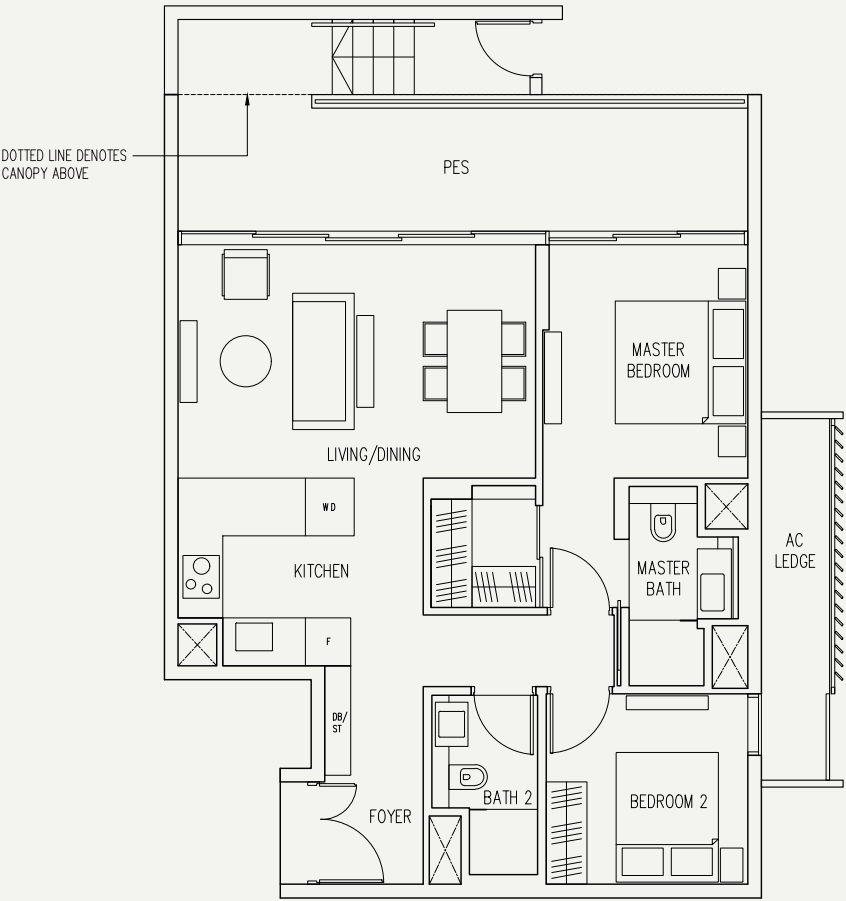 DOTTED LINE DENOTES
CANOPY ABOVE
PES
MASTER
BEDROOM
LIVING/DINING
WD
AC
LEDGE
KITCHEN
MASTER
BATH
F
DB/
ST
BATH 2
BEDROOM 2
FOYER